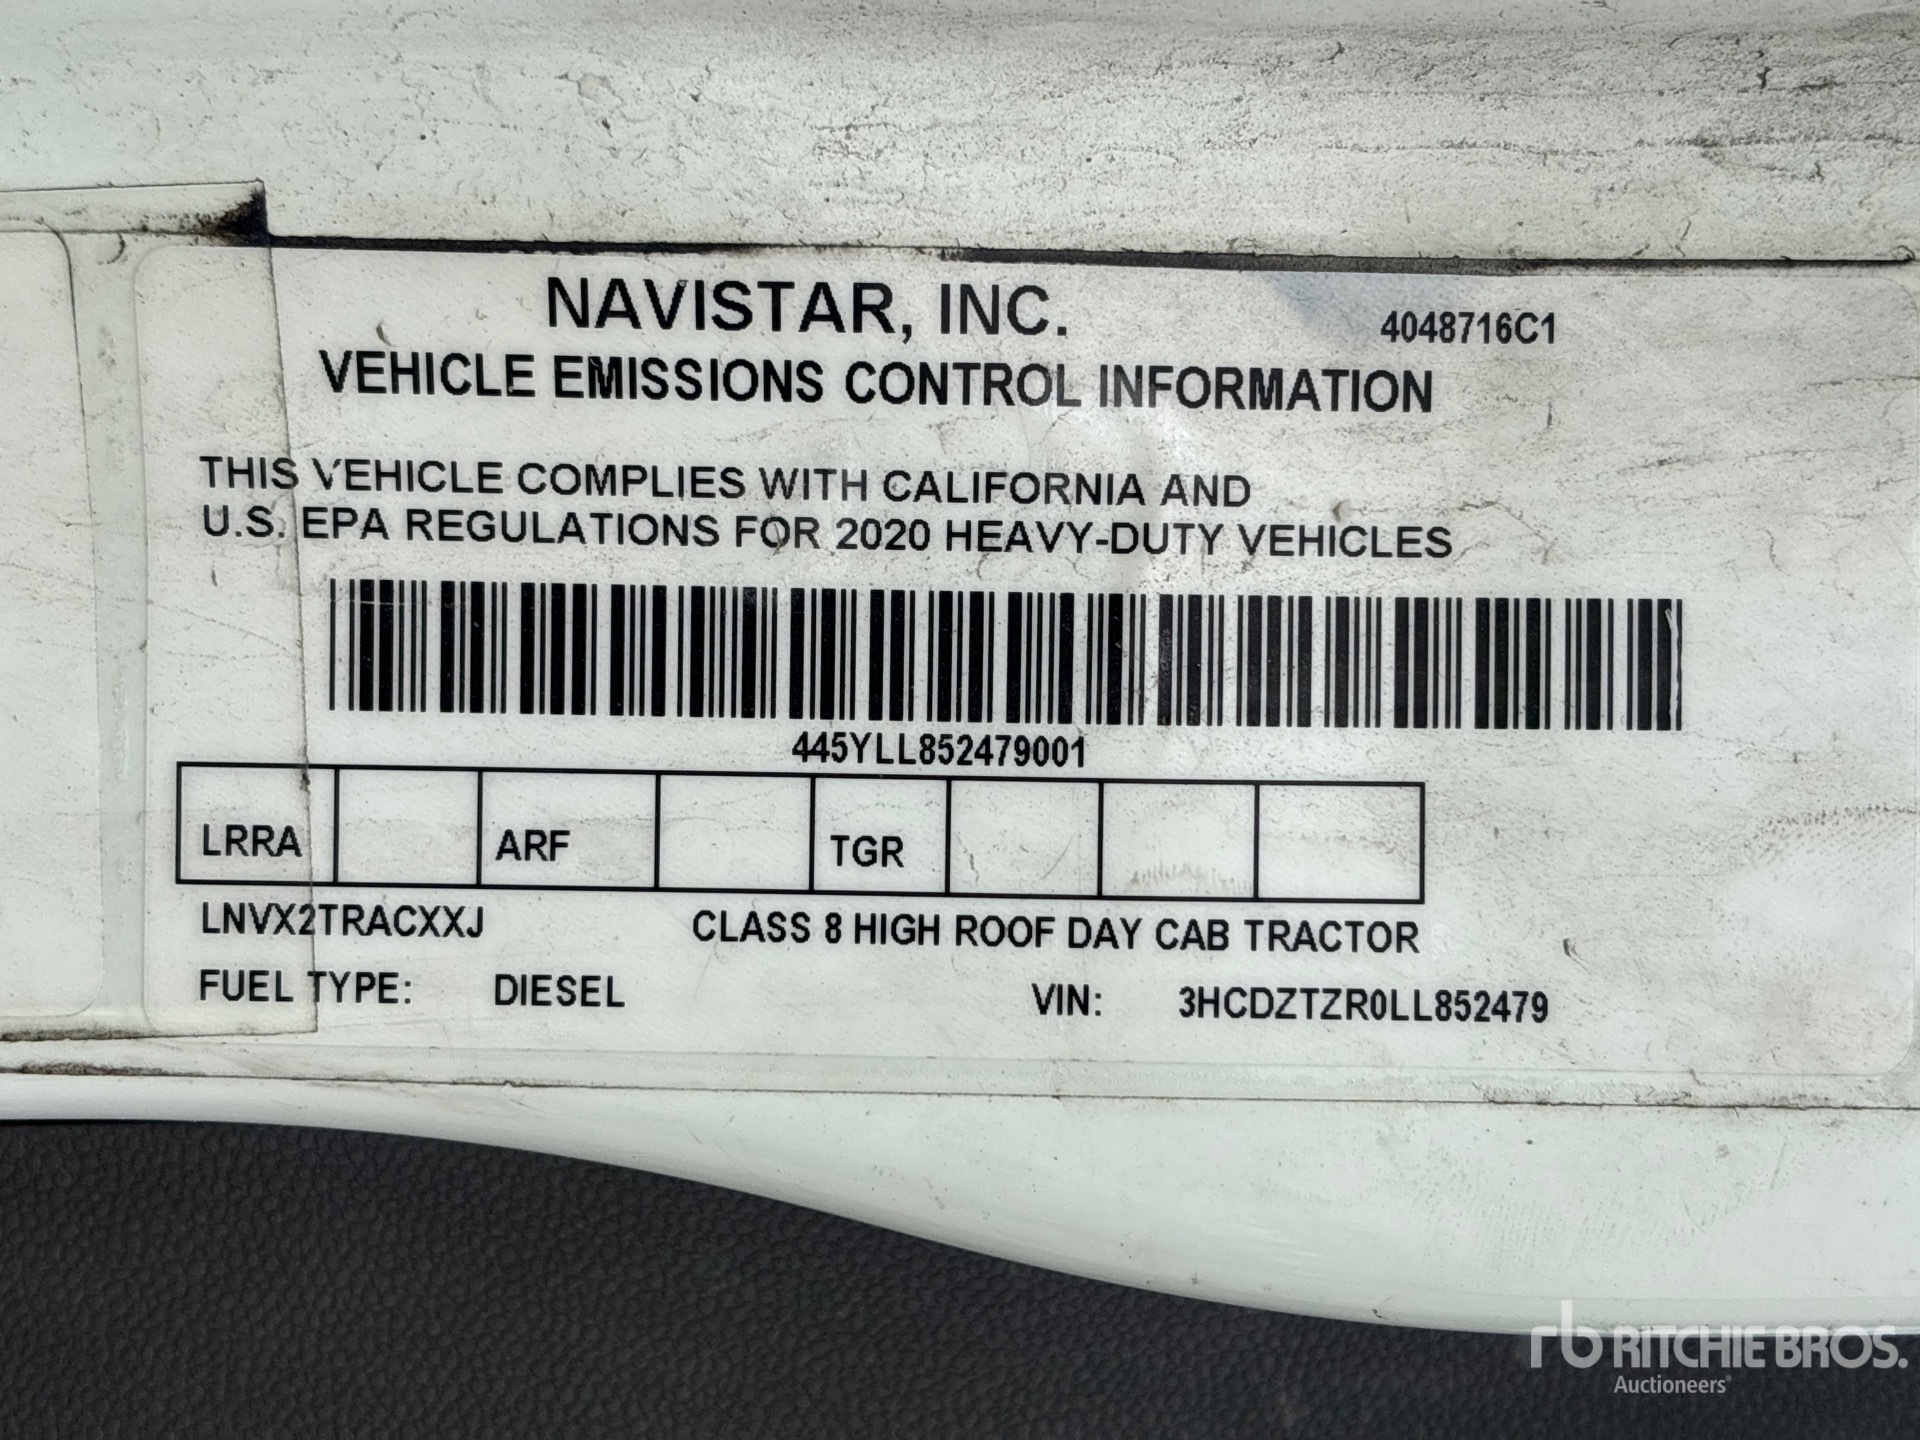 NAVISTAR, INC.
4048716C1
VEHICLE EMISSIONS CONTROL INFORMATION
THIS VEHICLE COMPLIES WITH CALIFORNIA AND
U.S. EPA REGULATIONS FOR 2020 HEAVY-DUTY VEHICLES
445YLL852479001
LRRA ARF TGR
LNVX2TRACXXJ CLASS 8 HIGH ROOF DAY CAB TRACTOR
FUEL TYPE: DIESEL VIN: 3HCDZTZR0LL852479
rb RITCHIE BROS.
Auctioneers